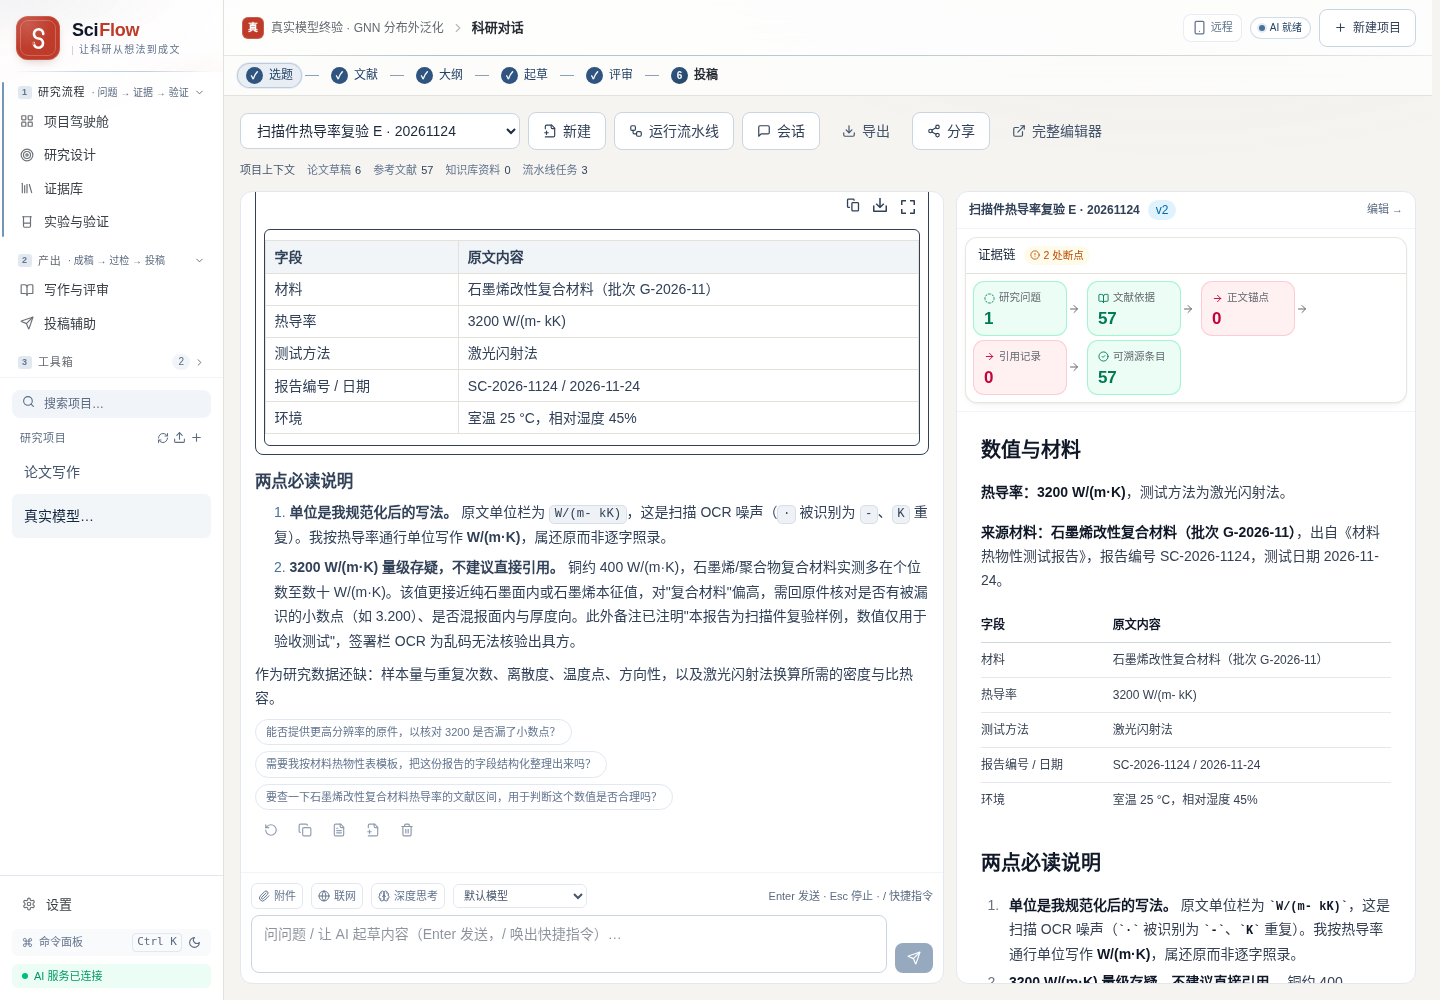 SciFlow
让科研从想法到成文
1 研究流程 · 问题 → 证据 → 验证
项目驾驶舱
研究设计
证据库
实验与验证
2 产出 · 成稿 → 过检 → 投稿
写作与评审
投稿辅助
3 工具箱 2
搜索项目…
研究项目
论文写作
真实模型…
设置
命令面板 Ctrl K
AI 服务已连接
真 真实模型终验 · GNN 分布外泛化 科研对话
远程 AI 就绪 新建项目
选题 — 文献 — 大纲 — 起草 — 评审 — 6 投稿
扫描件热导率复验 E · 20261124 新建 运行流水线 会话 导出 分享 完整编辑器
项目上下文 论文草稿 6 参考文献 57 知识库资料 0 流水线任务 3
字段 原文内容
材料 石墨烯改性复合材料（批次 G-2026-11）
热导率 3200 W/(m- kK)
测试方法 激光闪射法
报告编号 / 日期 SC-2026-1124 / 2026-11-24
环境 室温 25 °C，相对湿度 45%
两点必读说明
1. 单位是我规范化后的写法。 原文单位栏为 W/(m- kK)，这是扫描 OCR 噪声（· 被识别为 -、K 重
复）。我按热导率通行单位写作 W/(m·K)，属还原而非逐字照录。
2. 3200 W/(m·K) 量级存疑，不建议直接引用。 铜约 400 W/(m·K)，石墨烯/聚合物复合材料实测多在个位
数至数十 W/(m·K)。该值更接近纯石墨面内或石墨烯本征值，对"复合材料"偏高，需回原件核对是否有被漏
识的小数点（如 3.200）、是否混报面内与厚度向。此外备注已注明"本报告为扫描件复验样例，数值仅用于
验收测试"，签署栏 OCR 为乱码无法核验出具方。
作为研究数据还缺：样本量与重复次数、离散度、温度点、方向性，以及激光闪射法换算所需的密度与比热
容。
能否提供更高分辨率的原件，以核对 3200 是否漏了小数点？
需要我按材料热物性表模板，把这份报告的字段结构化整理出来吗？
要查一下石墨烯改性复合材料热导率的文献区间，用于判断这个数值是否合理吗？
附件 联网 深度思考 默认模型 Enter 发送 · Esc 停止 · / 快捷指令
问问题 / 让 AI 起草内容（Enter 发送，/ 唤出快捷指令）…
扫描件热导率复验 E · 20261124 v2 编辑 →
证据链 2 处断点
研究问题 → 文献依据 → 正文锚点 →
1 57 0
引用记录 → 可溯源条目
0 57
数值与材料
热导率：3200 W/(m·K)，测试方法为激光闪射法。
来源材料：石墨烯改性复合材料（批次 G-2026-11），出自《材料
热物性测试报告》，报告编号 SC-2026-1124，测试日期 2026-11-
24。
字段 原文内容
材料 石墨烯改性复合材料（批次 G-2026-11）
热导率 3200 W/(m- kK)
测试方法 激光闪射法
报告编号 / 日期 SC-2026-1124 / 2026-11-24
环境 室温 25 °C，相对湿度 45%
两点必读说明
1. 单位是我规范化后的写法。 原文单位栏为 `W/(m- kK)`，这是
扫描 OCR 噪声（`·` 被识别为 `-`、`K` 重复）。我按热导率
通行单位写作 W/(m·K)，属还原而非逐字照录。
2. 3200 W/(m·K) 量级存疑，不建议直接引用。 铜约 400